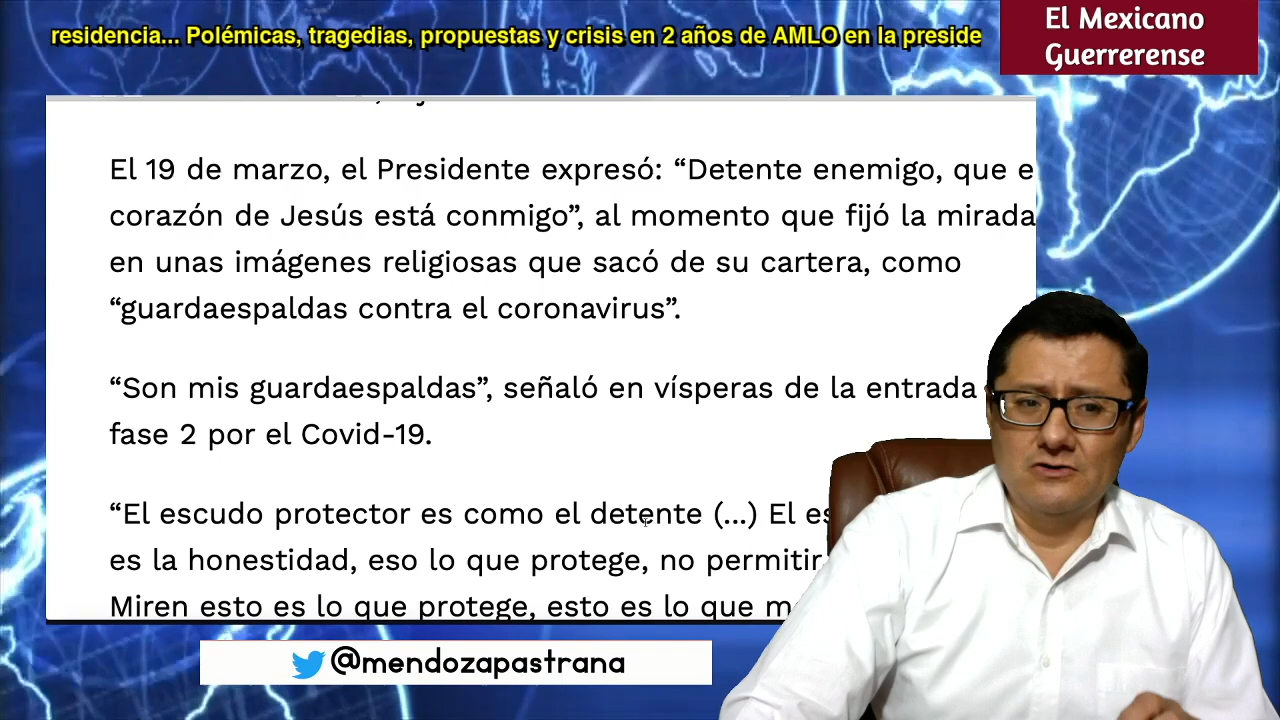 residencia... Polémicas, tragedias, propuestas y crisis en 2 años de AMLO en la preside
El Mexicano
Guerrerense
El 19 de marzo, el Presidente expresó: “Detente enemigo, que e
corazón de Jesús está conmigo”, al momento que fijó la mirada
en unas imágenes religiosas que sacó de su cartera, como
“guardaespaldas contra el coronavirus”.
“Son mis guardaespaldas”, señaló en vísperas de la entrada
fase 2 por el Covid-19.
“El escudo protector es como el detente (...) El es
es la honestidad, eso lo que protege, no permitir
Miren esto es lo que protege, esto es lo que m
@mendozapastrana